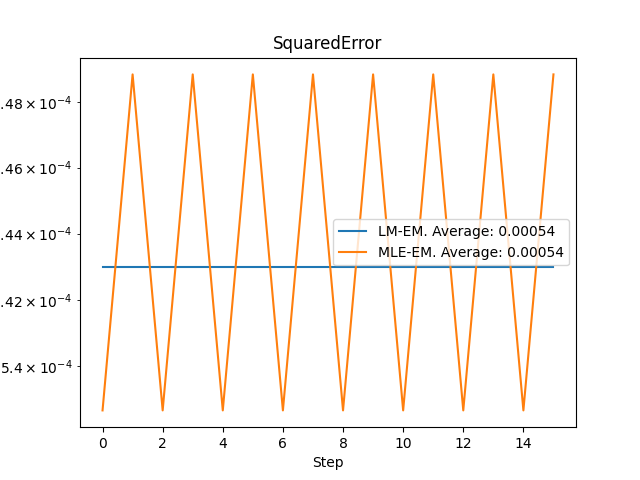 SquaredError
.48 × 10⁻⁴
.46 × 10⁻⁴
.44 × 10⁻⁴
.42 × 10⁻⁴
5.4 × 10⁻⁴
LM-EM. Average: 0.00054
MLE-EM. Average: 0.00054
0 2 4 6 8 10 12 14
Step